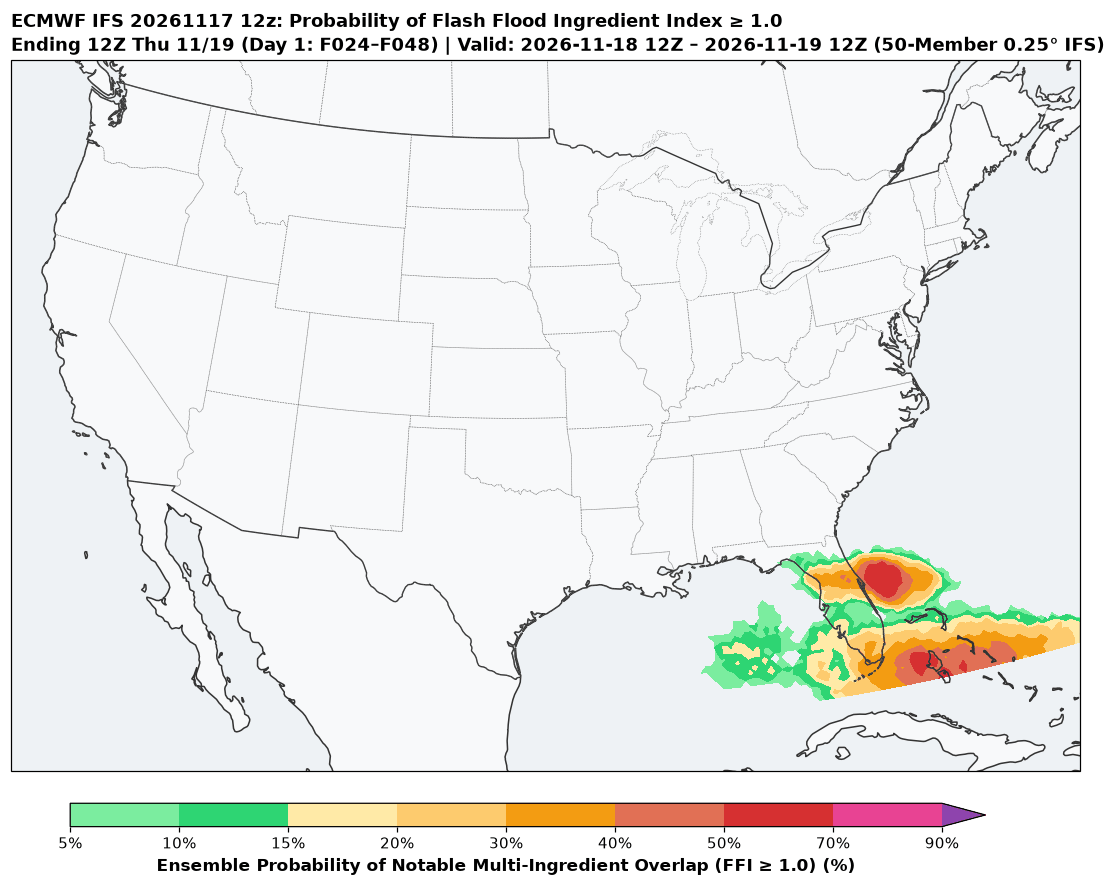 ECMWF IFS 20261117 12z: Probability of Flash Flood Ingredient Index ≥ 1.0
Ending 12Z Thu 11/19 (Day 1: F024–F048) | Valid: 2026-11-18 12Z – 2026-11-19 12Z (50-Member 0.25° IFS)
5% 10% 15% 20% 30% 40% 50% 70% 90%
Ensemble Probability of Notable Multi-Ingredient Overlap (FFI ≥ 1.0) (%)